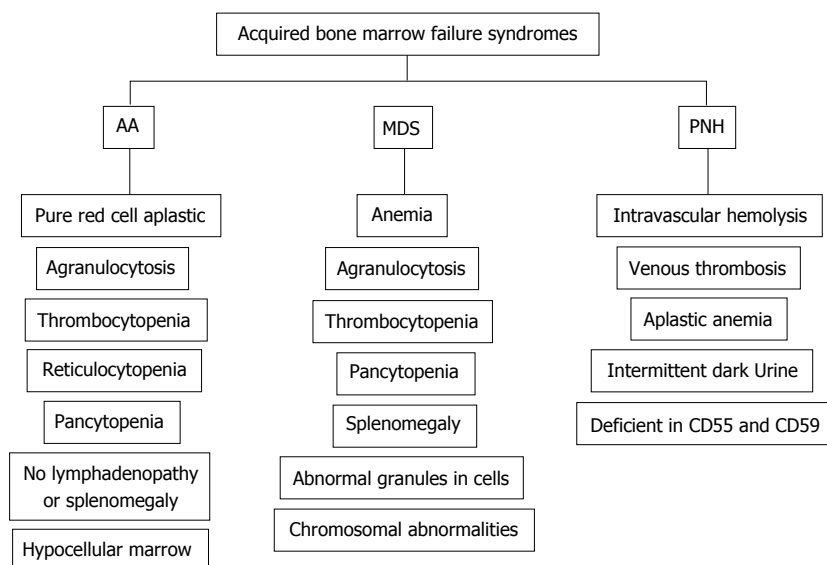 Acquired bone marrow failure syndromes
AA
MDS
PNH
Pure red cell aplastic
Agranulocytosis
Thrombocytopenia
Reticulocytopenia
Pancytopenia
No lymphadenopathy
or splenomegaly
Hypocellular marrow
Anemia
Agranulocytosis
Thrombocytopenia
Pancytopenia
Splenomegaly
Abnormal granules in cells
Chromosomal abnormalities
Intravascular hemolysis
Venous thrombosis
Aplastic anemia
Intermittent dark Urine
Deficient in CD55 and CD59